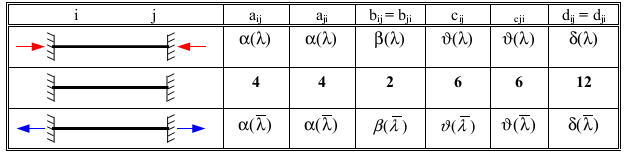 i j a_ij a_ji b_ij = b_ji c_ij c_ji d_ij = d_ji
α(λ) α(λ) β(λ) ϑ(λ) ϑ(λ) δ(λ)
4 4 2 6 6 12
α(λ̅) α(λ̅) β(λ̅) ϑ(λ̅) ϑ(λ̅) δ(λ̅)